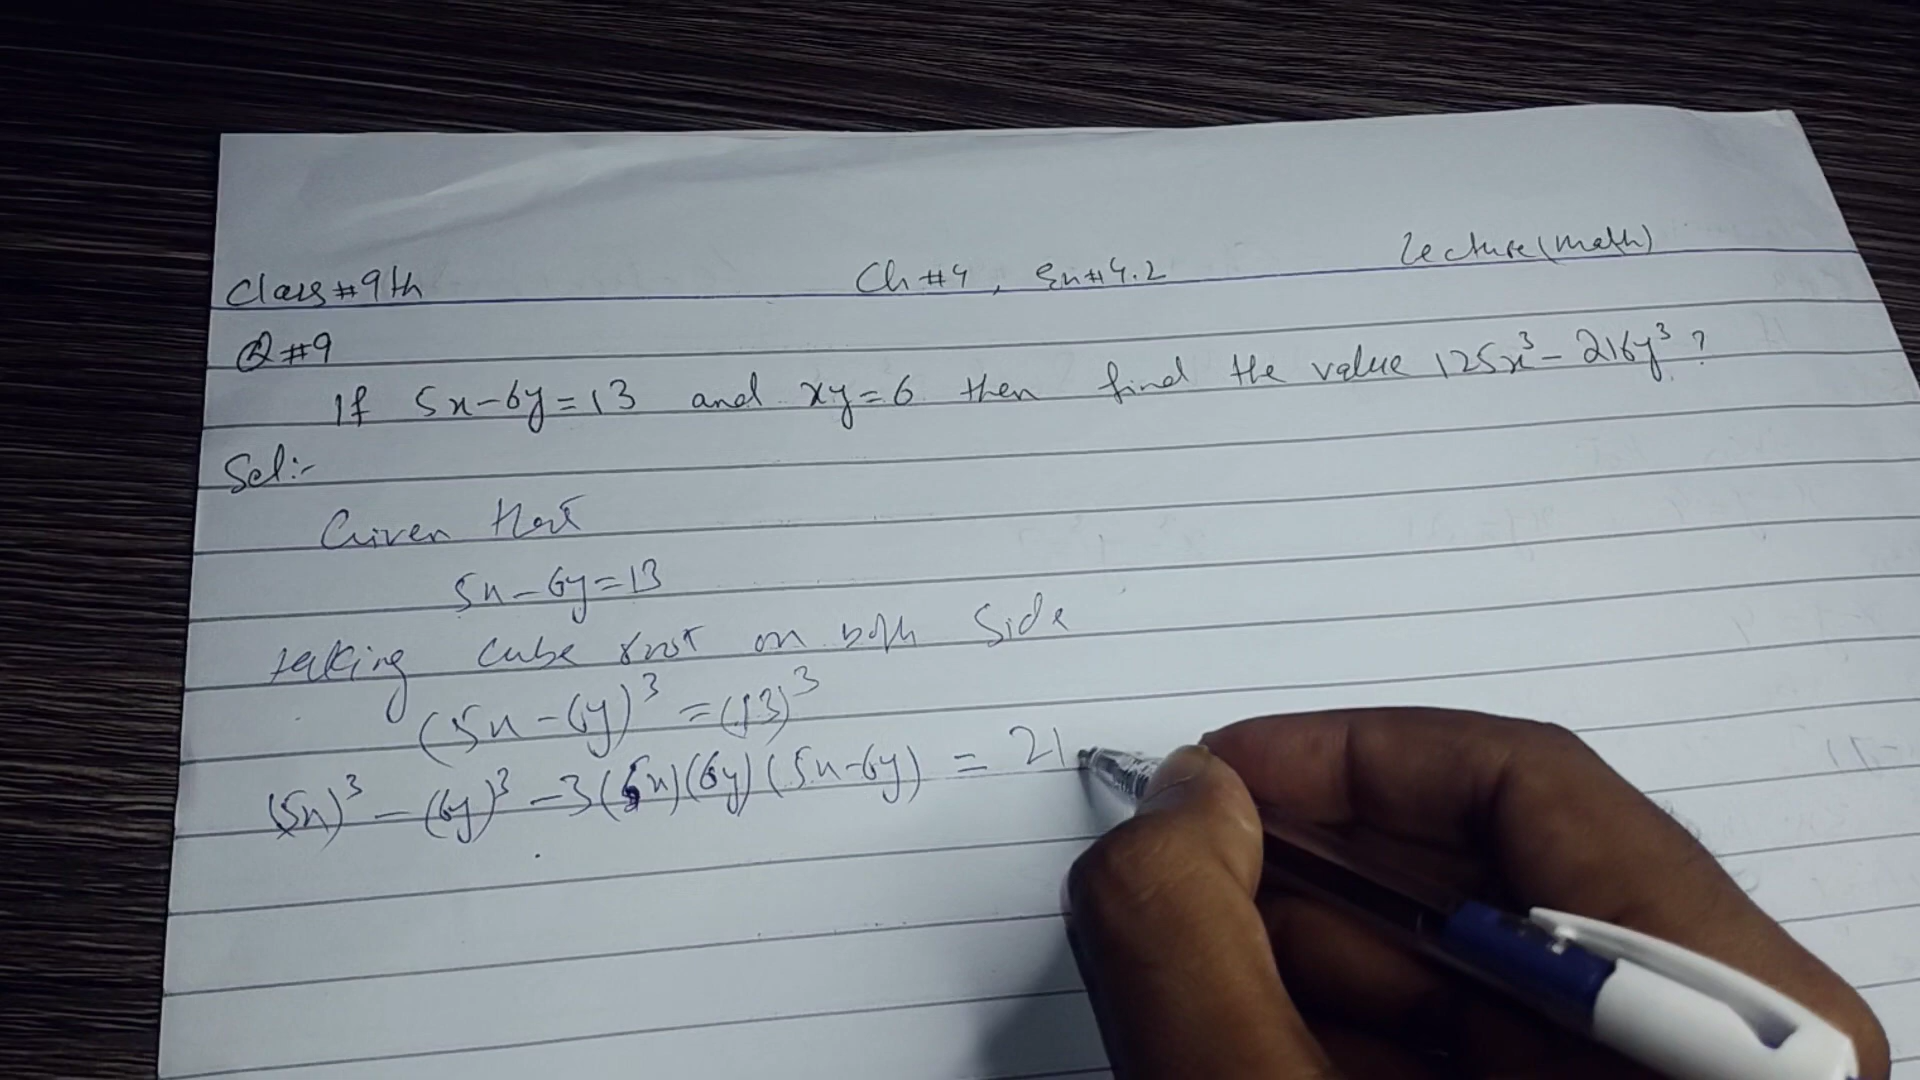 Class #9th Ch #4, Ex#4.2 Lecture(math)
Q #9
If 5x-6y=13 and xy=6 then find the value 125x³-216y³?
Sol:-
Given that
5x-6y=13
taking cube root on both side
(5x-6y)³=(13)³
(5x)³-(6y)³-3(5x)(6y)(5x-6y) = 21